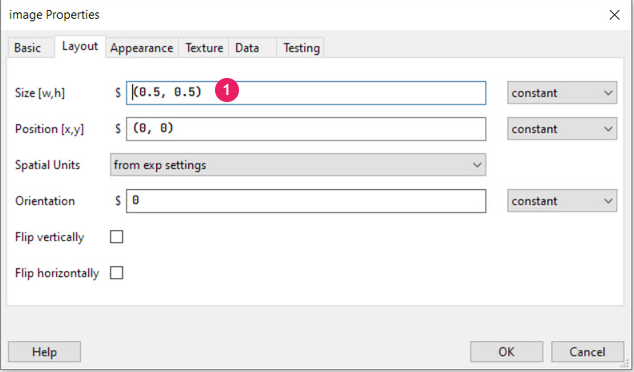 image Properties
Basic Layout Appearance Texture Data Testing
Size [w,h] $ (0.5, 0.5) 1 constant
Position [x,y] $ (0, 0) constant
Spatial Units from exp settings
Orientation $ 0 constant
Flip vertically
Flip horizontally
Help OK Cancel